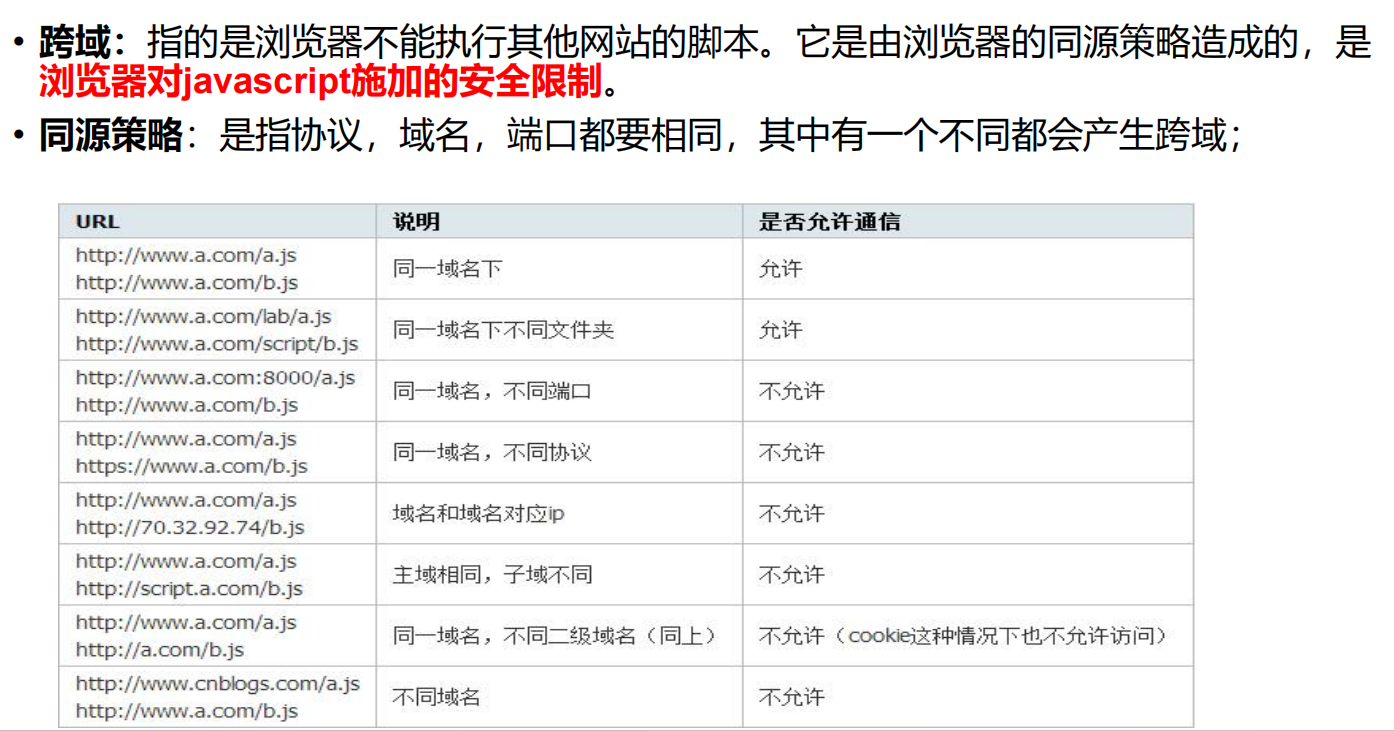 • 跨域：指的是浏览器不能执行其他网站的脚本。它是由浏览器的同源策略造成的，是
浏览器对javascript施加的安全限制。
• 同源策略：是指协议，域名，端口都要相同，其中有一个不同都会产生跨域；
URL 说明 是否允许通信
http://www.a.com/a.js
http://www.a.com/b.js
同一域名下
允许
http://www.a.com/lab/a.js
http://www.a.com/script/b.js
同一域名下不同文件夹
允许
http://www.a.com:8000/a.js
http://www.a.com/b.js
同一域名，不同端口
不允许
http://www.a.com/a.js
https://www.a.com/b.js
同一域名，不同协议
不允许
http://www.a.com/a.js
http://70.32.92.74/b.js
域名和域名对应ip
不允许
http://www.a.com/a.js
http://script.a.com/b.js
主域相同，子域不同
不允许
http://www.a.com/a.js
http://a.com/b.js
同一域名，不同二级域名（同上）
不允许（cookie这种情况下也不允许访问）
http://www.cnblogs.com/a.js
http://www.a.com/b.js
不同域名
不允许